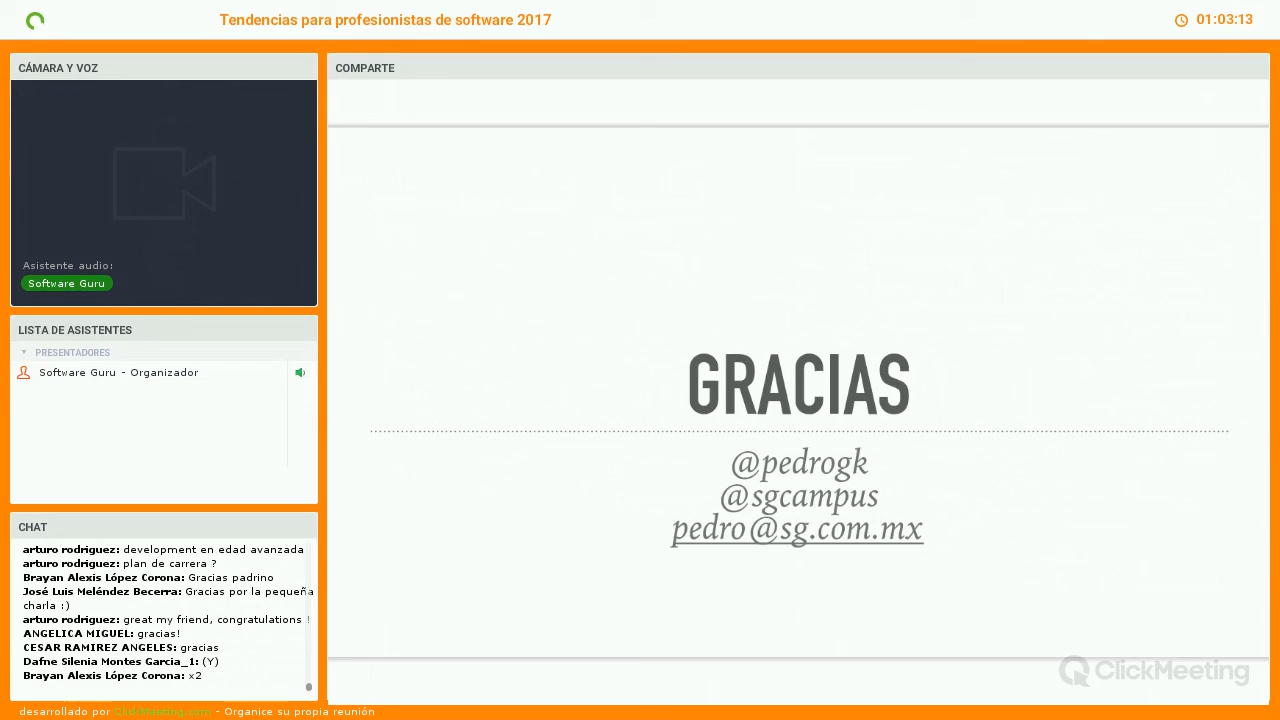 Tendencias para profesionistas de software 2017
01:03:13
CÁMARA Y VOZ
Asistente audio:
Software Guru
LISTA DE ASISTENTES
PRESENTADORES
Software Guru - Organizador
CHAT
arturo rodriguez: development en edad avanzada
arturo rodriguez: plan de carrera ?
Brayan Alexis López Corona: Gracias padrino
José Luis Meléndez Becerra: Gracias por la pequeña
charla :)
arturo rodriguez: great my friend, congratulations !
ANGELICA MIGUEL: gracias!
CESAR RAMIREZ ANGELES: gracias
Dafne Silenia Montes Garcia_1: (Y)
Brayan Alexis López Corona: x2
COMPARTE
GRACIAS
@pedrogk
@sgcampus
pedro@sg.com.mx
ClickMeeting
desarrollado por ClickMeeting.com - Organice su propia reunión